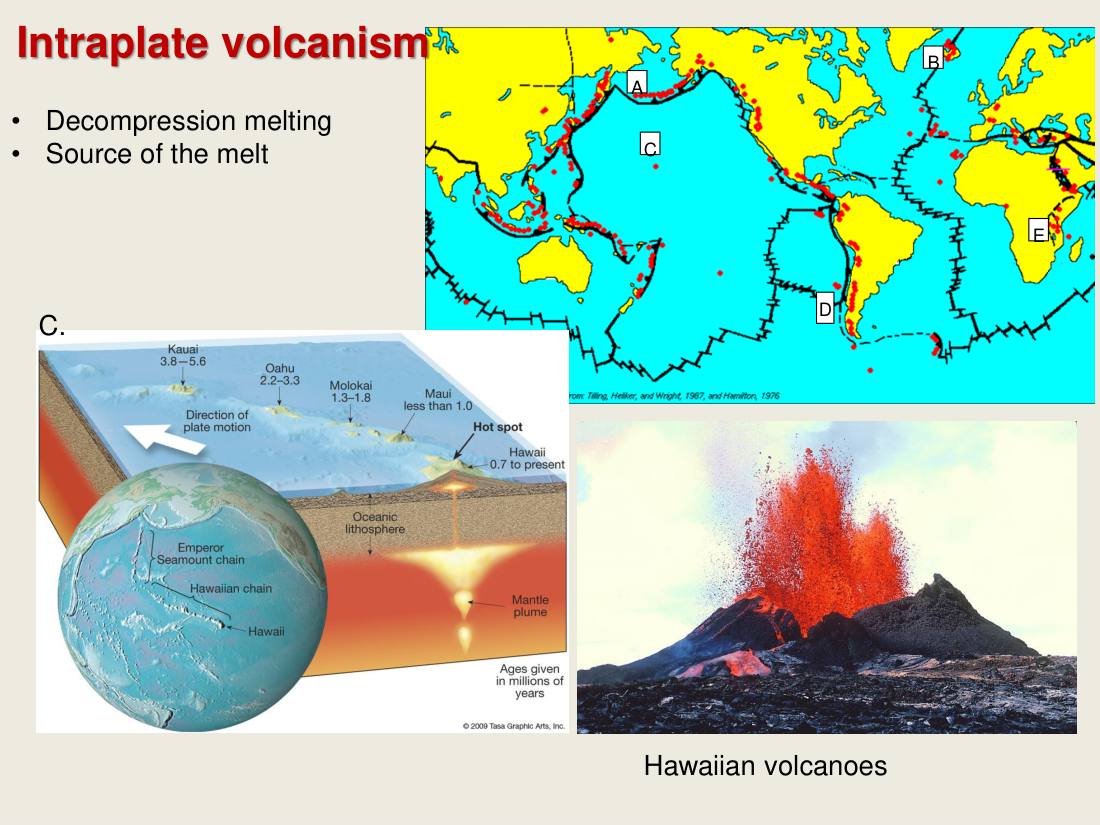 Intraplate volcanism
• Decompression melting
• Source of the melt
A
B
C
D
E
rom: Tilling, Heliker, and Wright, 1987, and Hamilton, 1976
C.
Kauai
3.8–5.6
Oahu
2.2–3.3
Molokai
1.3–1.8
Maui
less than 1.0
Direction of
plate motion
Hot spot
Hawaii
0.7 to present
Oceanic
lithosphere
Emperor
Seamount chain
Hawaiian chain
Hawaii
Mantle
plume
Ages given
in millions of
years
© 2009 Tasa Graphic Arts, Inc.
Hawaiian volcanoes